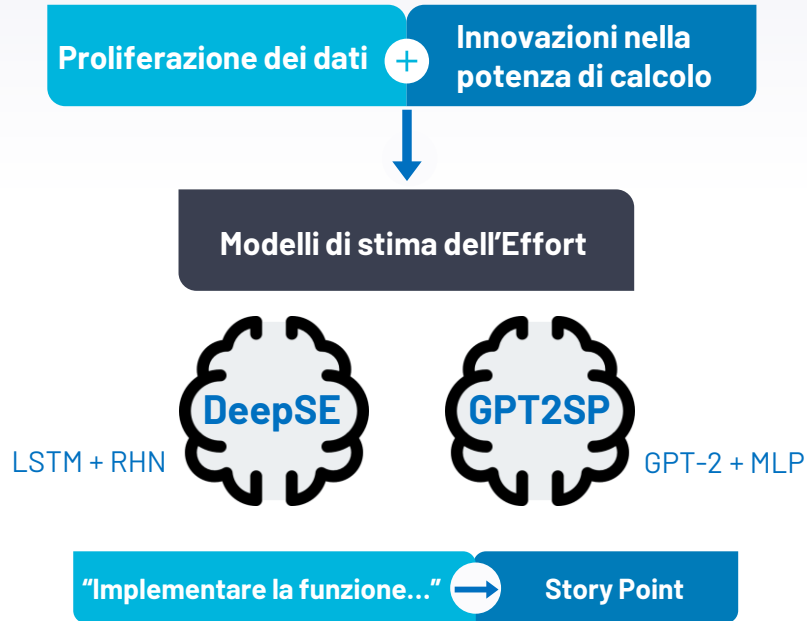 Proliferazione dei dati
+
Innovazioni nella
potenza di calcolo
Modelli di stima dell’Effort
DeepSE
GPT2SP
LSTM + RHN
GPT-2 + MLP
“Implementare la funzione...”
Story Point